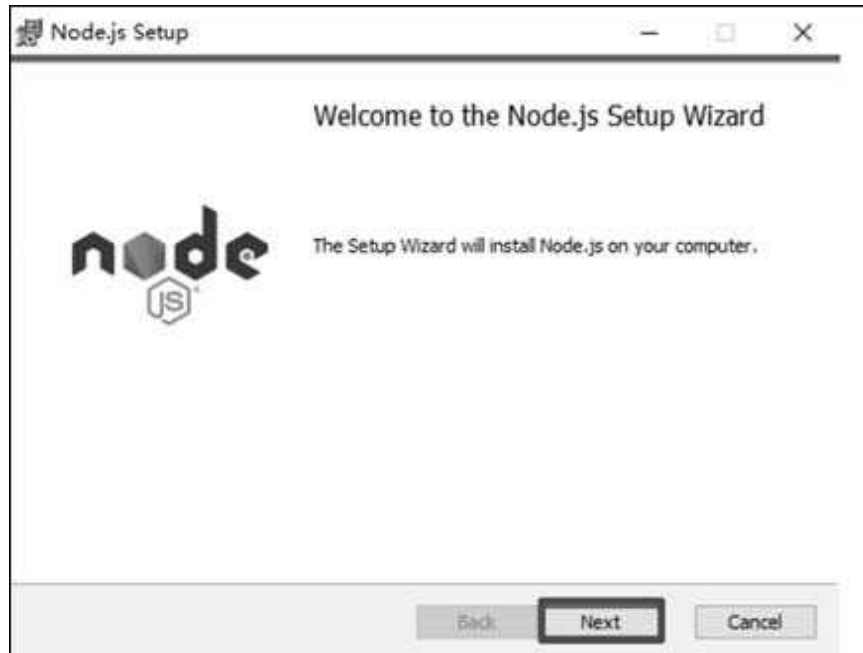 Node.js Setup
Welcome to the Node.js Setup Wizard
The Setup Wizard will install Node.js on your computer.
node
JS
Back
Next
Cancel